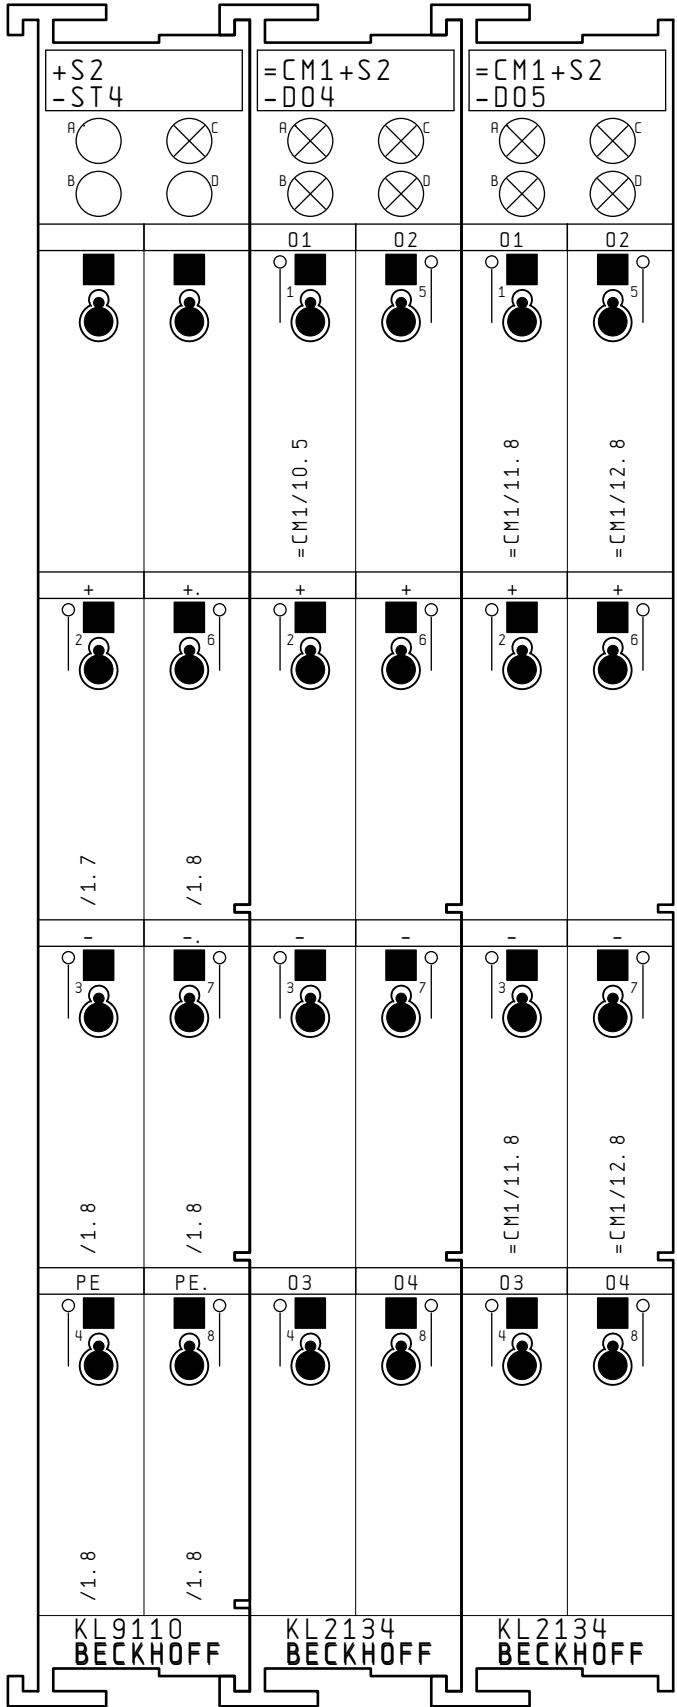 +S2
-ST4
=CM1+S2
-DO4
=CM1+S2
-DO5
A C A C A C
B D B D B D
01 02 01 02
1 5 1 5
=CM1/10.5 =CM1/11.8 =CM1/12.8
+ +. + + + +
2 6 2 6 2 6
/1.7 /1.8
- -. - - - -
3 7 3 7 3 7
/1.8 /1.8 =CM1/11.8 =CM1/12.8
PE PE. 03 04 03 04
4 8 4 8 4 8
/1.8 /1.8
KL9110 KL2134 KL2134
BECKHOFF BECKHOFF BECKHOFF